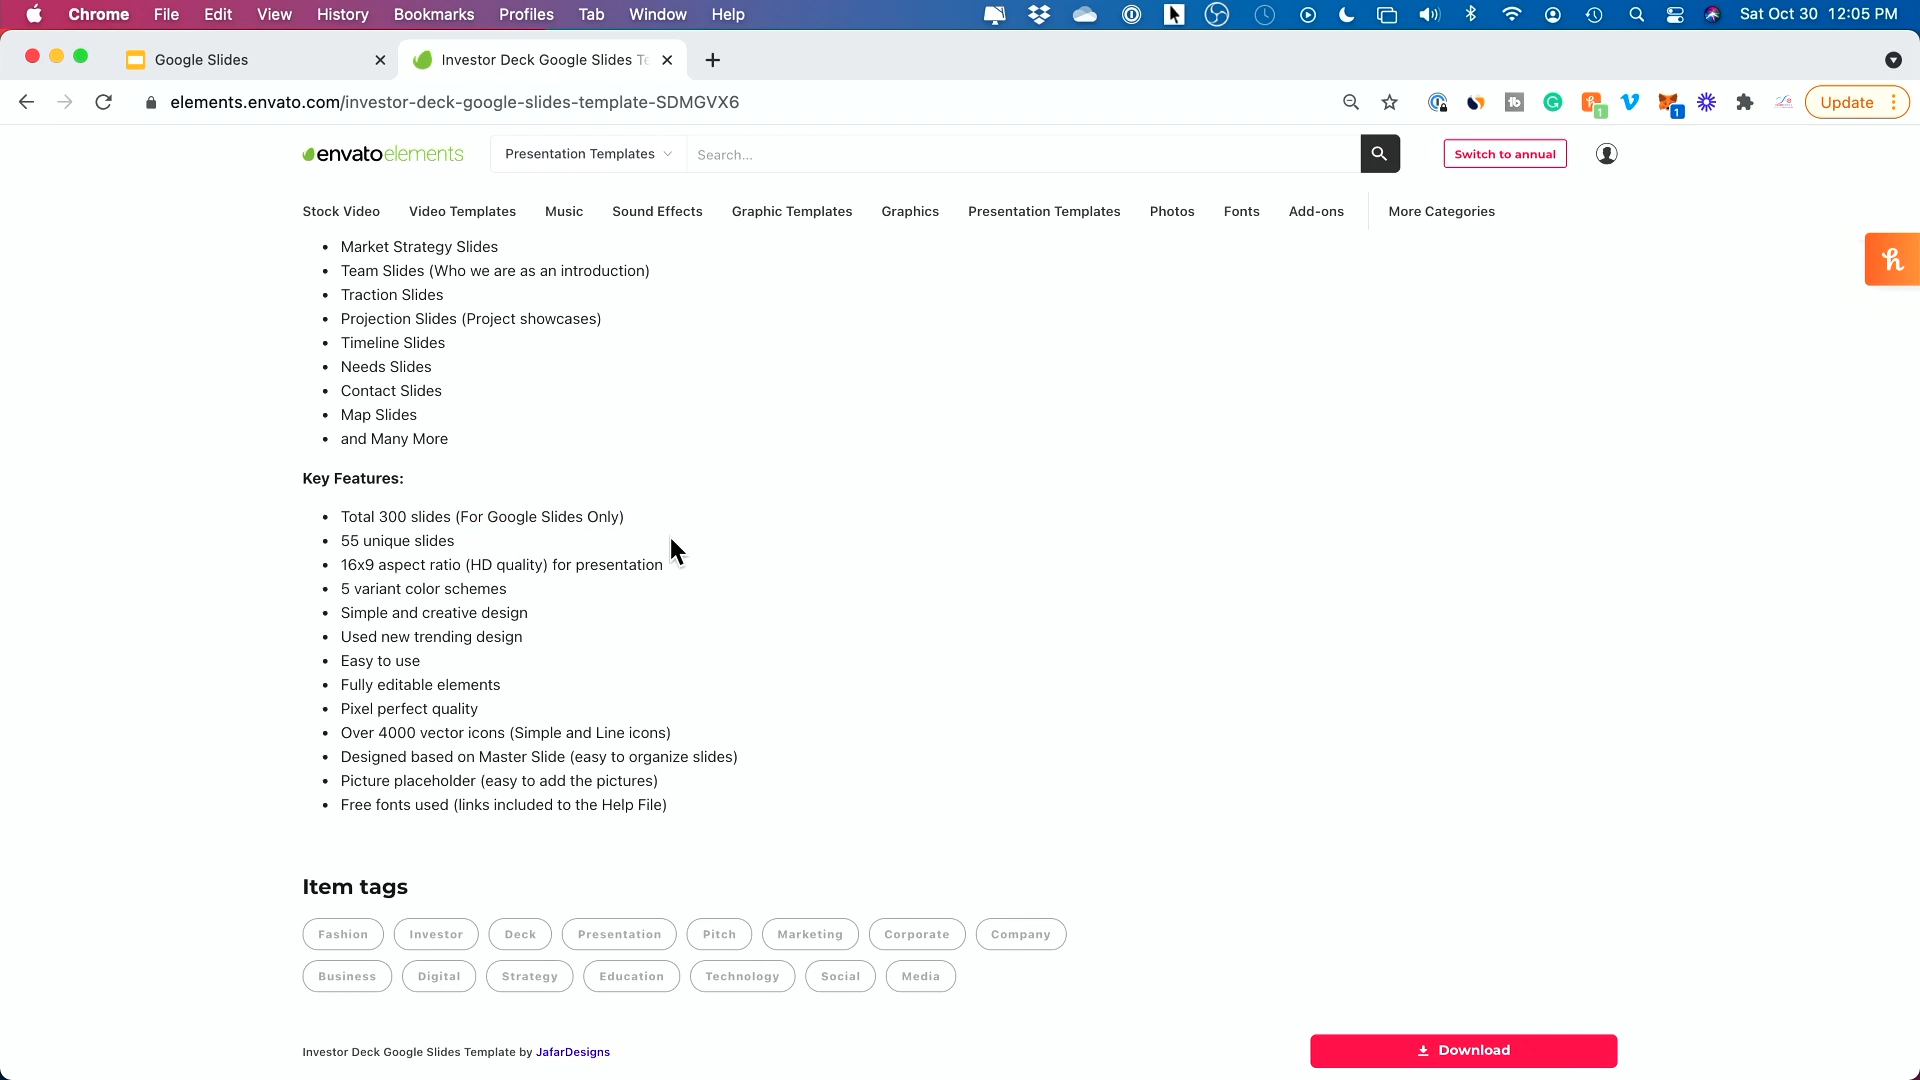 Chrome File Edit View History Bookmarks Profiles Tab Window Help Sat Oct 30 12:05 PM
Google Slides Investor Deck Google Slides Te
elements.envato.com/investor-deck-google-slides-template-SDMGVX6 1 1 Update
envatoelements Presentation Templates Search... Switch to annual
Stock Video Video Templates Music Sound Effects Graphic Templates Graphics Presentation Templates Photos Fonts Add-ons More Categories
• Market Strategy Slides
• Team Slides (Who we are as an introduction)
• Traction Slides
• Projection Slides (Project showcases)
• Timeline Slides
• Needs Slides
• Contact Slides
• Map Slides
• and Many More
Key Features:
• Total 300 slides (For Google Slides Only)
• 55 unique slides
• 16x9 aspect ratio (HD quality) for presentation
• 5 variant color schemes
• Simple and creative design
• Used new trending design
• Easy to use
• Fully editable elements
• Pixel perfect quality
• Over 4000 vector icons (Simple and Line icons)
• Designed based on Master Slide (easy to organize slides)
• Picture placeholder (easy to add the pictures)
• Free fonts used (links included to the Help File)
Item tags
Fashion Investor Deck Presentation Pitch Marketing Corporate Company
Business Digital Strategy Education Technology Social Media
Investor Deck Google Slides Template by JafarDesigns Download